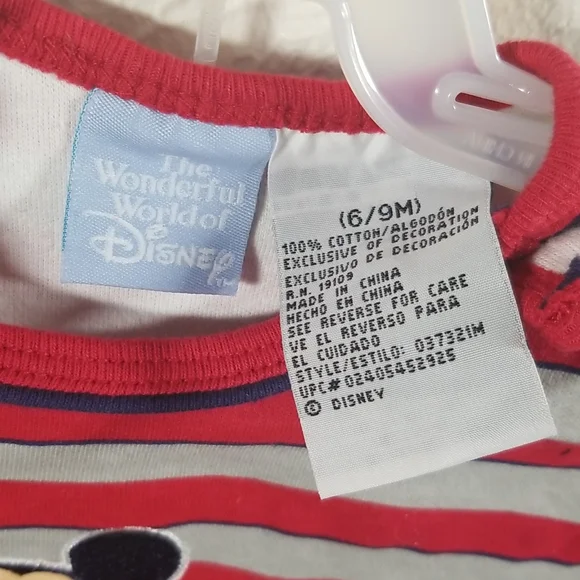 The
Wonderful
World of
Disney
TM
(6/9M)
100% COTTON/ALGODÓN
EXCLUSIVE OF DECORATION
EXCLUSIVO DE DECORACIÓN
R.N. 19109
MADE IN CHINA
HECHO EN CHINA
SEE REVERSE FOR CARE
VE EL REVERSO PARA
EL CUIDADO
STYLE/ESTILO: 037321M
UPC# 02405452925
© DISNEY